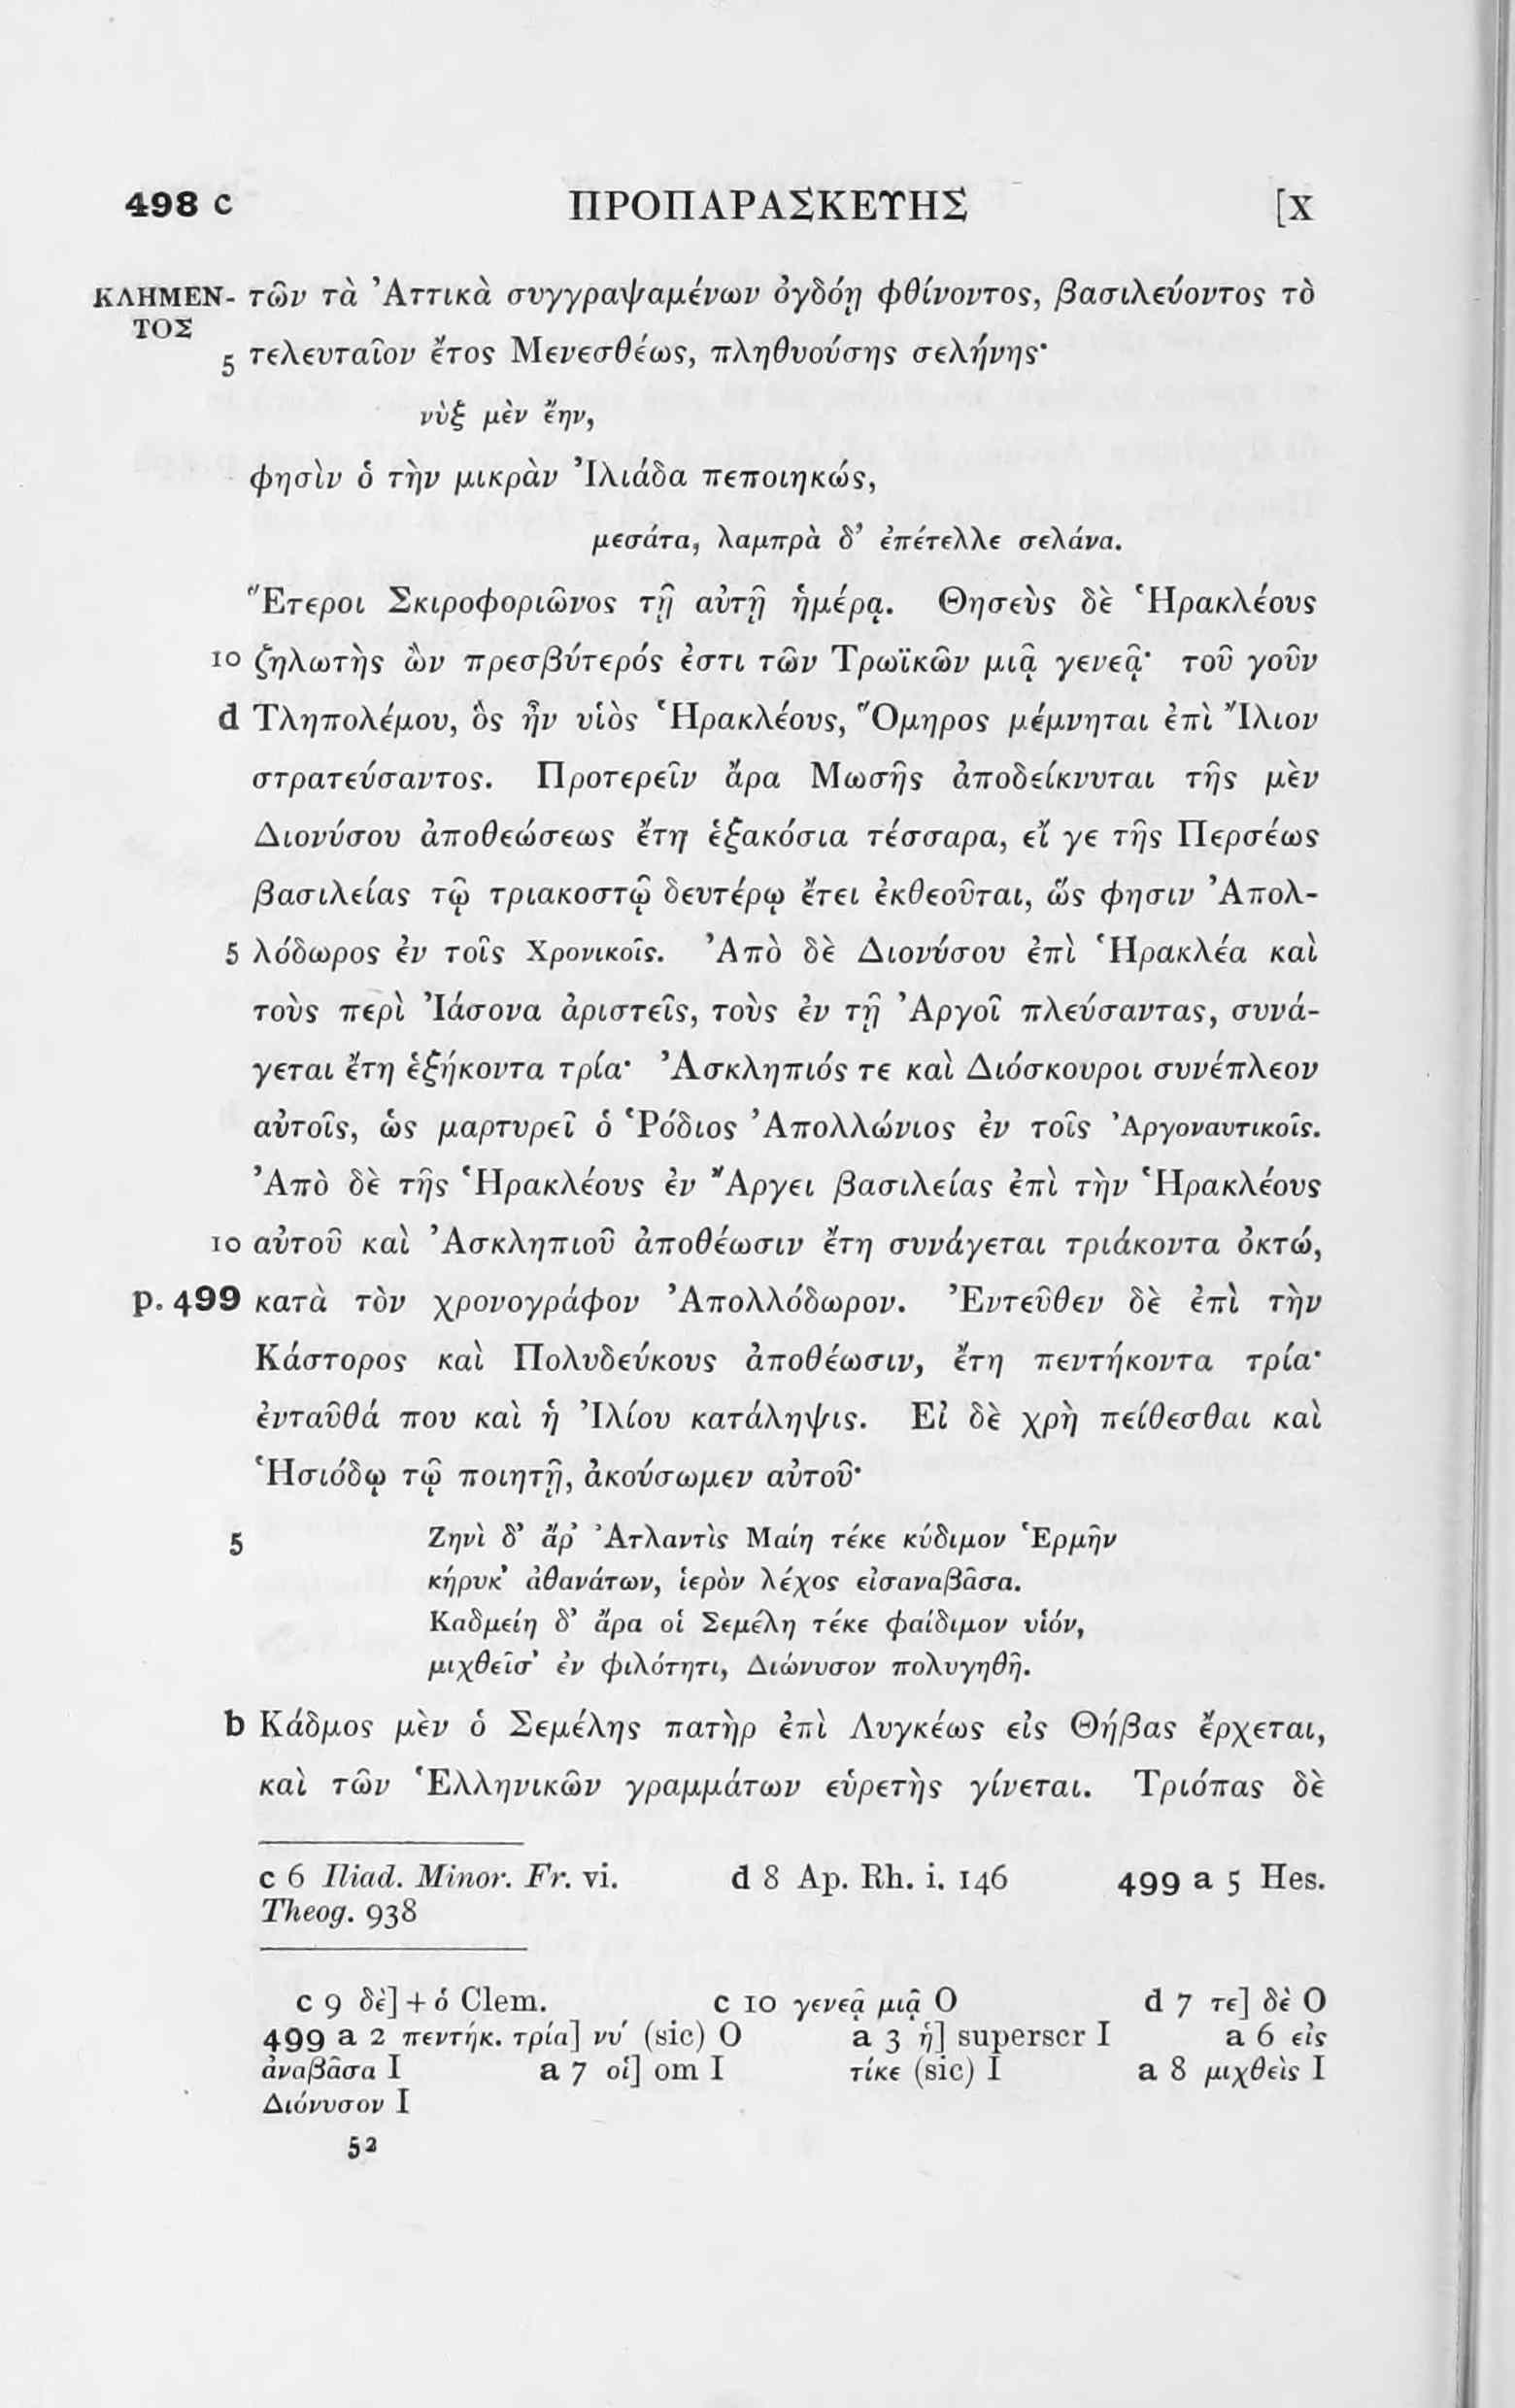 498 c ΠΡΟΠΑΡΑΣΚΕΥΗΣ [X
ΚΛΗΜΕΝ- τῶν τὰ Ἀττικὰ συγγραψαμένων ὀγδόῃ φθίνοντος, βασιλεύοντος τὸ
ΤΟΣ
5 τελευταῖον ἔτος Μενεσθέως, πληθυούσης σελήνης·
νὺξ μὲν ἔην,
φησὶν ὁ τὴν μικρὰν Ἰλιάδα πεποιηκώς,
μεσάτα, λαμπρὰ δ’ ἐπέτελλε σελάνα.
Ἕτεροι Σκιροφοριῶνος τῇ αὐτῇ ἡμέρᾳ. Θησεὺς δὲ Ἡρακλέους
10 ζηλωτὴς ὢν πρεσβύτερός ἐστι τῶν Τρωϊκῶν μιᾷ γενεᾷ· τοῦ γοῦν
d Τληπολέμου, ὃς ἦν υἱὸς Ἡρακλέους, Ὅμηρος μέμνηται ἐπὶ Ἴλιον
στρατεύσαντος. Προτερεῖν ἄρα Μωσῆς ἀποδείκνυται τῆς μὲν
Διονύσου ἀποθεώσεως ἔτη ἑξακόσια τέσσαρα, εἴ γε τῆς Περσέως
βασιλείας τῷ τριακοστῷ δευτέρῳ ἔτει ἐκθεοῦται, ὥς φησιν Ἀπολ-
5 λόδωρος ἐν τοῖς Χρονικοῖς. Ἀπὸ δὲ Διονύσου ἐπὶ Ἡρακλέα καὶ
τοὺς περὶ Ἰάσονα ἀριστεῖς, τοὺς ἐν τῇ Ἀργοῖ πλεύσαντας, συνά-
γεται ἔτη ἑξήκοντα τρία· Ἀσκληπιός τε καὶ Διόσκουροι συνέπλεον
αὐτοῖς, ὡς μαρτυρεῖ ὁ Ῥόδιος Ἀπολλώνιος ἐν τοῖς Ἀργοναυτικοῖς.
Ἀπὸ δὲ τῆς Ἡρακλέους ἐν Ἄργει βασιλείας ἐπὶ τὴν Ἡρακλέους
10 αὐτοῦ καὶ Ἀσκληπιοῦ ἀποθέωσιν ἔτη συνάγεται τριάκοντα ὀκτώ,
p. 499 κατὰ τὸν χρονογράφον Ἀπολλόδωρον. Ἐντεῦθεν δὲ ἐπὶ τὴν
Κάστορος καὶ Πολυδεύκους ἀποθέωσιν, ἔτη πεντήκοντα τρία·
ἐνταῦθά που καὶ ἡ Ἰλίου κατάληψις. Εἰ δὲ χρὴ πείθεσθαι καὶ
Ἡσιόδῳ τῷ ποιητῇ, ἀκούσωμεν αὐτοῦ·
5 Ζηνὶ δ’ ἄρ’ Ἀτλαντὶς Μαίη τέκε κύδιμον Ἑρμῆν
κήρυκ’ ἀθανάτων, ἱερὸν λέχος εἰσαναβᾶσα.
Καδμείη δ’ ἄρα οἱ Σεμέλη τέκε φαίδιμον υἱόν,
μιχθεῖσ’ ἐν φιλότητι, Διώνυσον πολυγηθῆ.
b Κάδμος μὲν ὁ Σεμέλης πατὴρ ἐπὶ Λυγκέως εἰς Θήβας ἔρχεται,
καὶ τῶν Ἑλληνικῶν γραμμάτων εὑρετὴς γίνεται. Τριόπας δὲ
c 6 Iliad. Minor. Fr. vi. d 8 Ap. Rh. i. 146 499 a 5 Hes.
Theog. 938
c 9 δὲ] + ὁ Clem. c 10 γενεᾷ μιᾷ O d 7 τε] δὲ O
499 a 2 πεντήκ. τρία] νυ´ (sic) O a 3 ἡ] superscr I a 6 εἰς
ἀναβᾶσα I a 7 οἱ] om I τίκε (sic) I a 8 μιχθεὶς I
Διόνυσον I
52